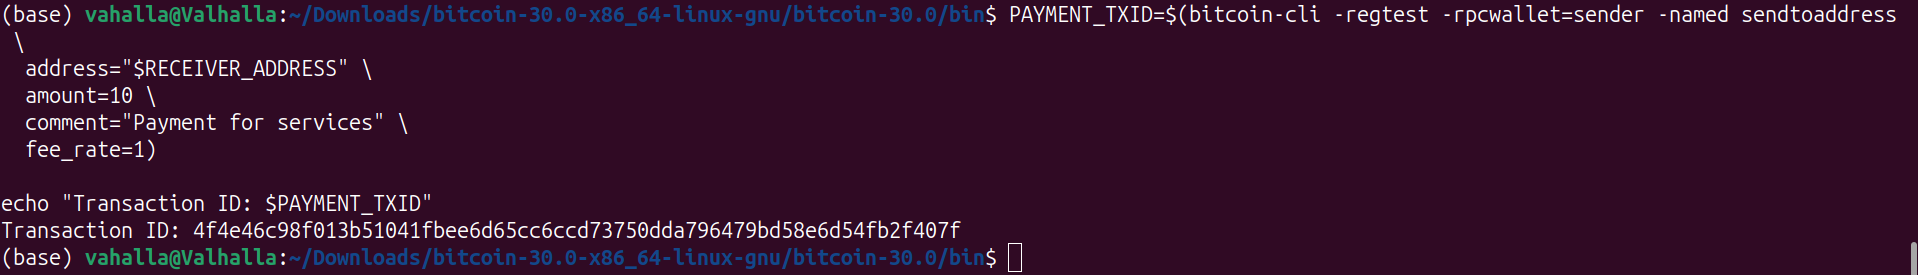 (base) vahalla@Valhalla:~/Downloads/bitcoin-30.0-x86_64-linux-gnu/bitcoin-30.0/bin$ PAYMENT_TXID=$(bitcoin-cli -regtest -rpcwallet=sender -named sendtoaddress
 \
  address="$RECEIVER_ADDRESS" \
  amount=10 \
  comment="Payment for services" \
  fee_rate=1)

echo "Transaction ID: $PAYMENT_TXID"
Transaction ID: 4f4e46c98f013b51041fbee6d65cc6ccd73750dda796479bd58e6d54fb2f407f
(base) vahalla@Valhalla:~/Downloads/bitcoin-30.0-x86_64-linux-gnu/bitcoin-30.0/bin$